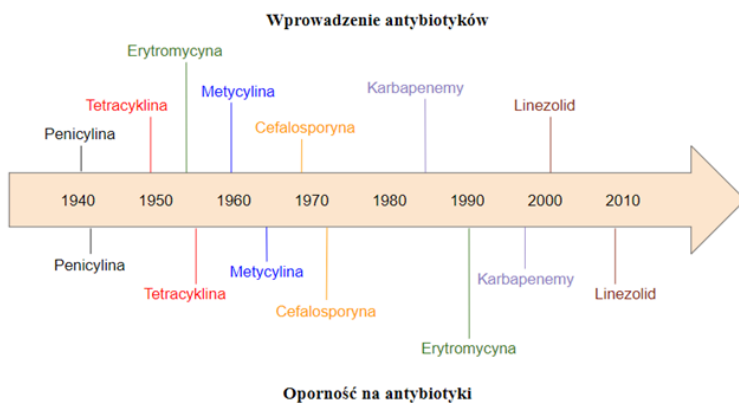 Wprowadzenie antybiotyków
Erytromycyna
Karbapenemy
Metycylina
Tetracyklina
Linezolid
Cefalosporyna
Penicylina
1940 1950 1960 1970 1980 1990 2000 2010
Penicylina
Metycylina
Karbapenemy
Tetracyklina
Linezolid
Cefalosporyna
Erytromycyna
Oporność na antybiotyki